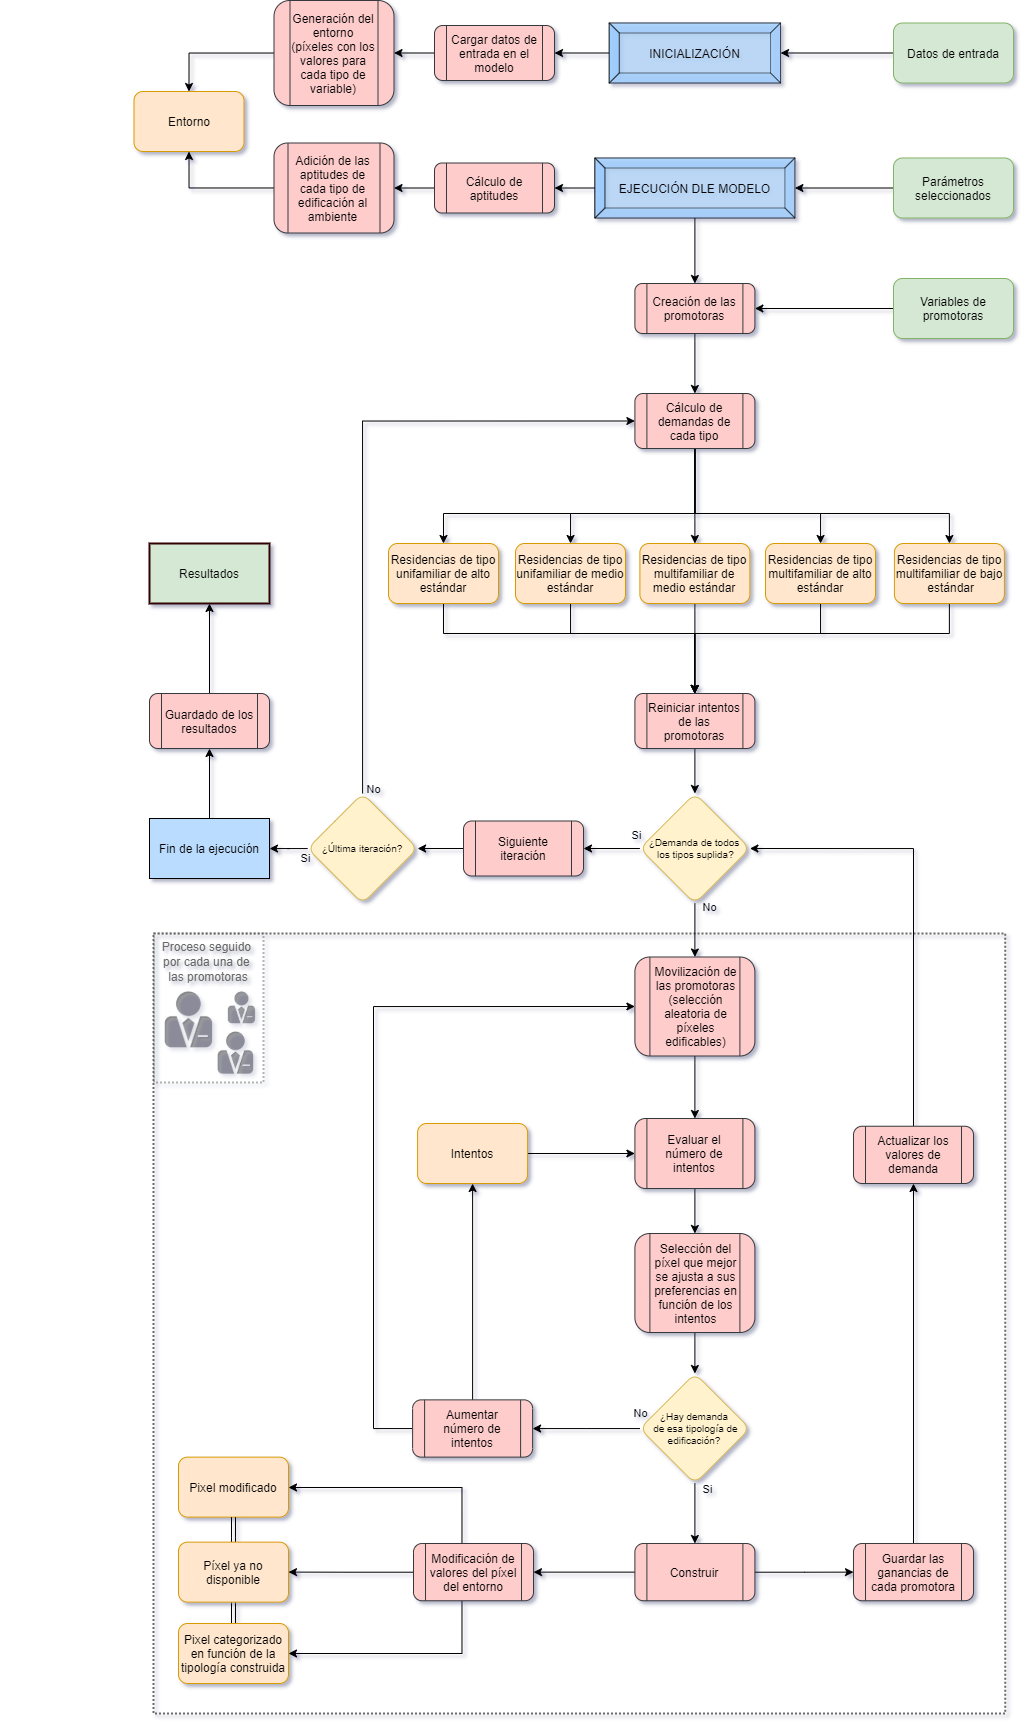 Generación del
entorno
(píxeles con los
valores para
cada tipo de
variable)
Cargar datos de
entrada en el
modelo
INICIALIZACIÓN
Datos de entrada
Entorno
Adición de las
aptitudes de
cada tipo de
edificación al
ambiente
Cálculo de
aptitudes
EJECUCIÓN DLE MODELO
Parámetros
seleccionados
Creación de las
promotoras
Variables de
promotoras
Cálculo de
demandas de
cada tipo
Residencias de tipo
unifamiliar de alto
estándar
Residencias de tipo
unifamiliar de medio
estándar
Residencias de tipo
multifamiliar de
medio estándar
Residencias de tipo
multifamiliar de alto
estándar
Residencias de tipo
multifamiliar de bajo
estándar
Resultados
Guardado de los
resultados
Reiniciar intentos
de las
promotoras
No
Fin de la ejecución
Si
¿Última iteración?
Siguiente
iteración
Si
¿Demanda de todos
los tipos suplida?
No
Proceso seguido
por cada una de
las promotoras
Movilización de
las promotoras
(selección
aleatoria de
píxeles
edificables)
Intentos
Evaluar el
número de
intentos
Actualizar los
valores de
demanda
Selección del
píxel que mejor
se ajusta a sus
preferencias en
función de los
intentos
Aumentar
número de
intentos
No
¿Hay demanda
de esa tipología de
edificación?
Si
Pixel modificado
Píxel ya no
disponible
Pixel categorizado
en función de la
tipología construida
Modificación de
valores del píxel
del entorno
Construir
Guardar las
ganancias de
cada promotora